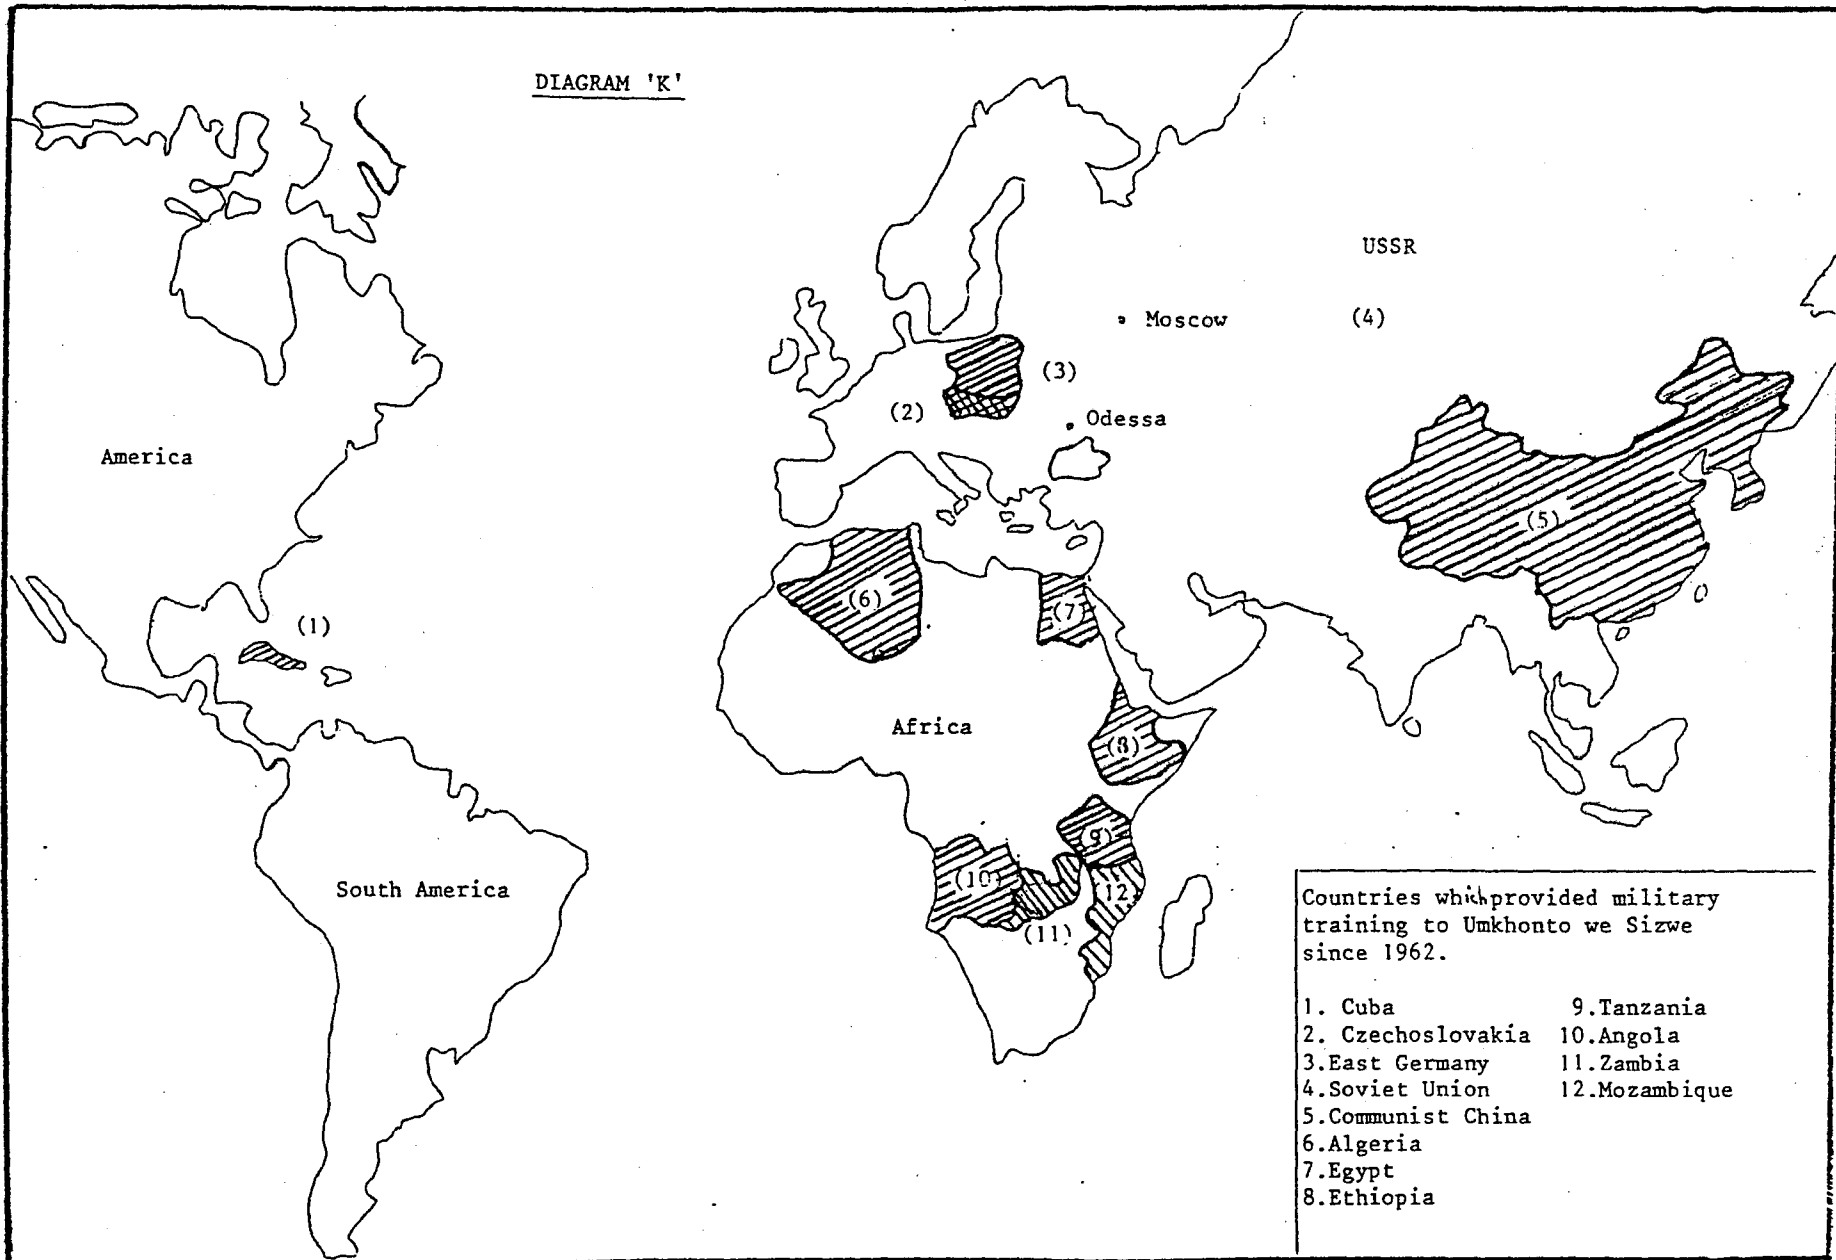 DIAGRAM 'K'
USSR
Moscow
(4)
(3)
(2)
Odessa
America
(5)
(6)
(7)
(1)
Africa
(8)
(9)
(10)
South America
(12)
(11)
Countries which provided military
training to Umkhonto we Sizwe
since 1962.
1. Cuba
2. Czechoslovakia
3.East Germany
4.Soviet Union
5.Communist China
6.Algeria
7.Egypt
8.Ethiopia
9.Tanzania
10.Angola
11.Zambia
12.Mozambique